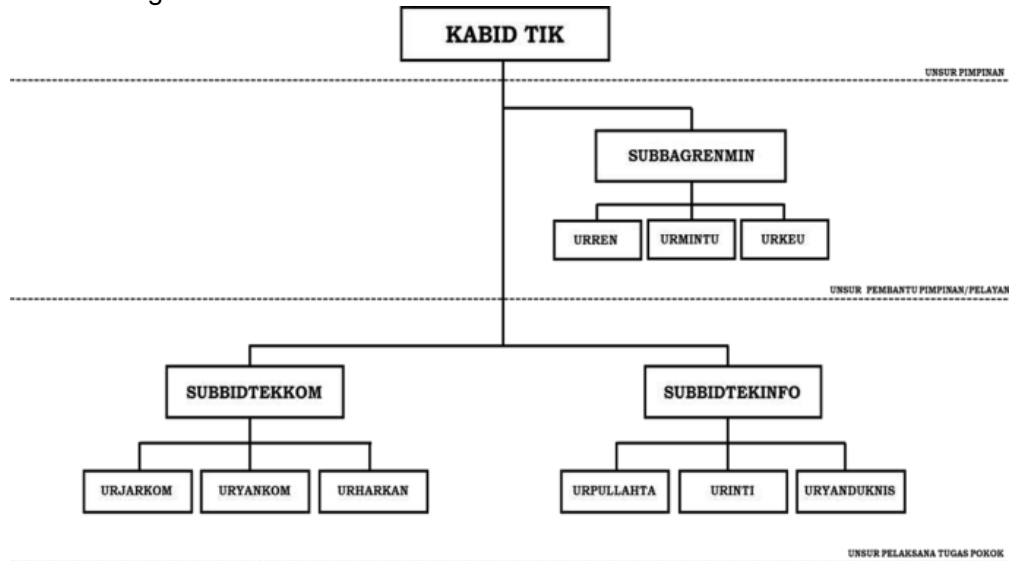 KABID TIK
UNSUR PIMPINAN
SUBBAGRENMIN
URREN
URMINTU
URKEU
UNSUR PEMBANTU PIMPINAN/PELAYAN
SUBBIDTEKKOM
SUBBIDTEKINFO
URJARKOM
URYANKOM
URHARKAN
URPULLAHTA
URINTI
URYANDUKNIS
UNSUR PELAKSANA TUGAS POKOK